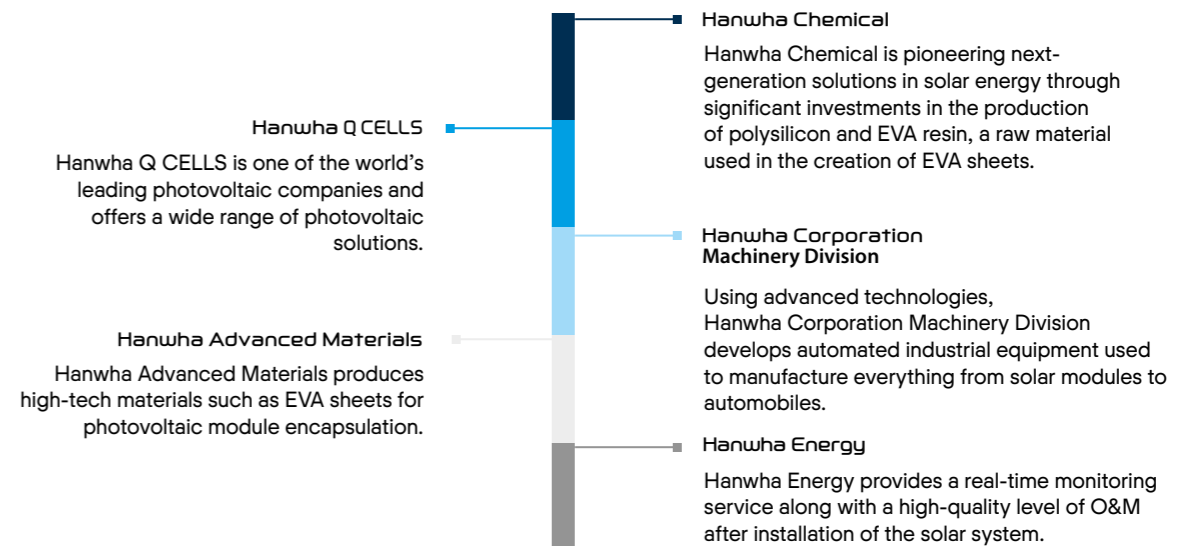 Hanwha Chemical
Hanwha Chemical is pioneering next-
generation solutions in solar energy through
significant investments in the production
of polysilicon and EVA resin, a raw material
used in the creation of EVA sheets.
Hanwha Q CELLS
Hanwha Q CELLS is one of the world's
leading photovoltaic companies and
offers a wide range of photovoltaic
solutions.
Hanwha Corporation
Machinery Division
Using advanced technologies,
Hanwha Corporation Machinery Division
develops automated industrial equipment used
to manufacture everything from solar modules to
automobiles.
Hanwha Advanced Materials
Hanwha Advanced Materials produces
high-tech materials such as EVA sheets for
photovoltaic module encapsulation.
Hanwha Energy
Hanwha Energy provides a real-time monitoring
service along with a high-quality level of O&M
after installation of the solar system.